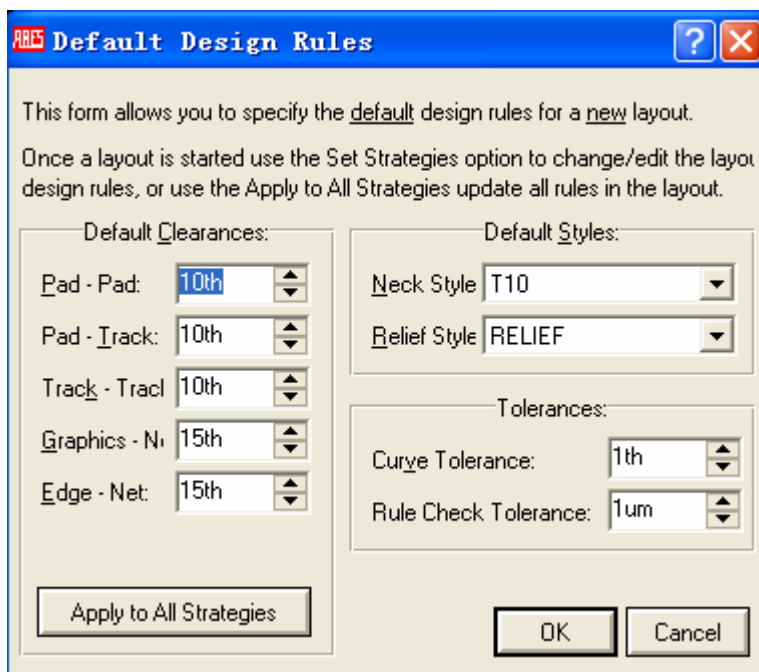 ARES Default Design Rules
This form allows you to specify the default design rules for a new layout.
Once a layout is started use the Set Strategies option to change/edit the layou
design rules, or use the Apply to All Strategies update all rules in the layout.
Default Clearances:
Pad - Pad: 10th
Pad - Track: 10th
Track - Tracl 10th
Graphics - N 15th
Edge - Net: 15th
Apply to All Strategies
Default Styles:
Neck Style T10
Relief Style RELIEF
Tolerances:
Curve Tolerance: 1th
Rule Check Tolerance: 1um
OK Cancel